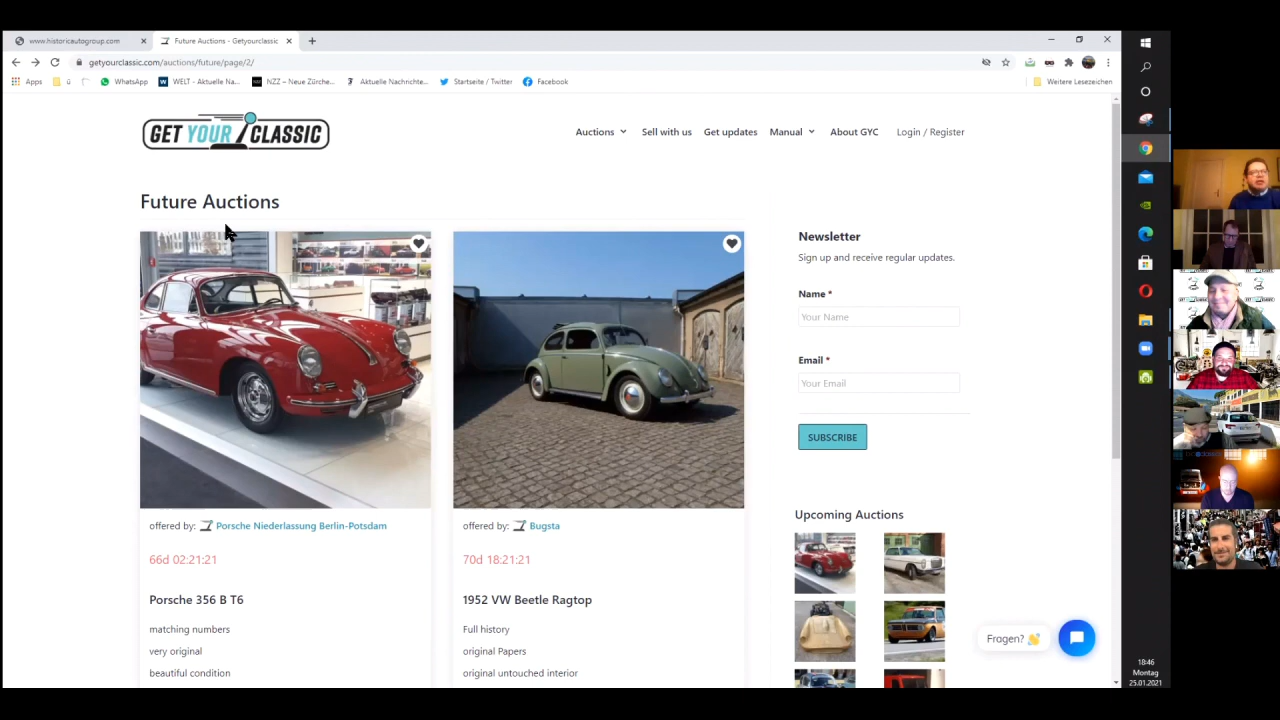 www.historicautogroup.com
Future Auctions - Getyourclassic
getyourclassic.com/auctions/future/page/2/
Apps
ü
WhatsApp
WELT - Aktuelle Na...
NZZ – Neue Zürche...
Aktuelle Nachrichte...
Startseite / Twitter
Facebook
Weitere Lesezeichen
GET YOUR CLASSIC
Auctions
Sell with us
Get updates
Manual
About GYC
Login / Register
Future Auctions
offered by: Porsche Niederlassung Berlin-Potsdam
66d 02:21:21
Porsche 356 B T6
matching numbers
very original
beautiful condition
offered by: Bugsta
70d 18:21:21
1952 VW Beetle Ragtop
Full history
original Papers
original untouched interior
Newsletter
Sign up and receive regular updates.
Name *
Your Name
Email *
Your Email
SUBSCRIBE
Upcoming Auctions
Fragen? 👋
18:46
Montag
25.01.2021